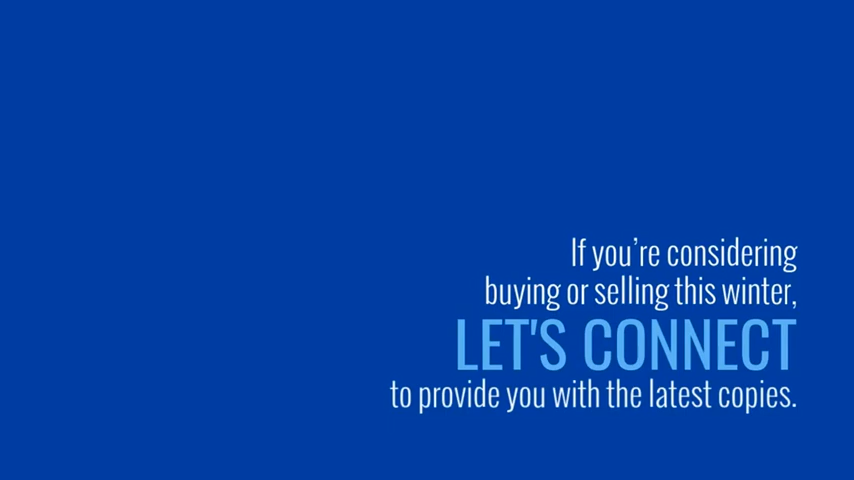 If you’re considering
buying or selling this winter,
LET'S CONNECT
to provide you with the latest copies.